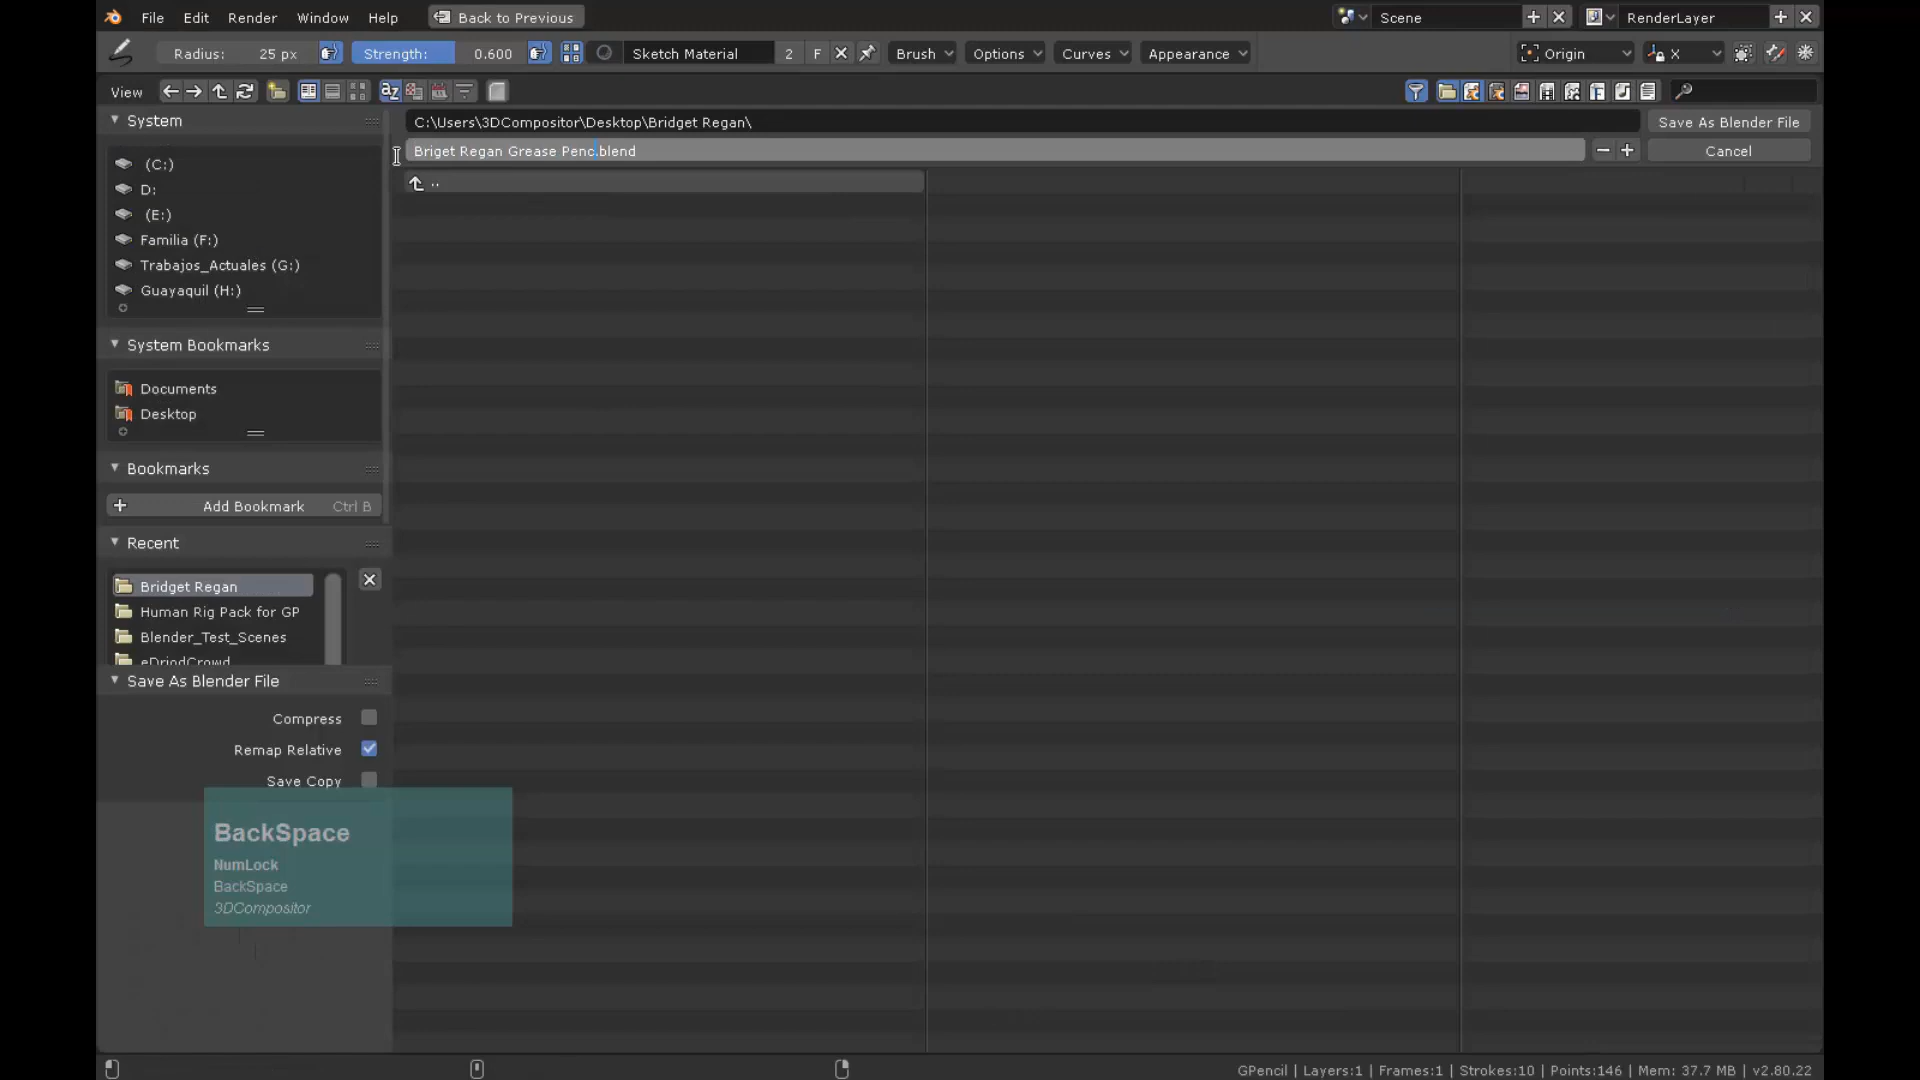 File Edit Render Window Help Back to Previous Scene RenderLayer
Radius: 25 px Strength: 0.600 Sketch Material 2 F Brush Options Curves Appearance Origin X
View
System
C:\Users\3DCompositor\Desktop\Bridget Regan\ Save As Blender File
Briget Regan Grease Penc.blend Cancel
..
(C:)
D:
(E:)
Familia (F:)
Trabajos_Actuales (G:)
Guayaquil (H:)
System Bookmarks
Documents
Desktop
Bookmarks
Add Bookmark Ctrl B
Recent
Bridget Regan
Human Rig Pack for GP
Blender_Test_Scenes
Save As Blender File
Compress
Remap Relative
Save Copy
BackSpace
NumLock
BackSpace
3DCompositor
GPencil | Layers:1 | Frames:1 | Strokes:10 | Points:146 | Mem: 37.7 MB | v2.80.22